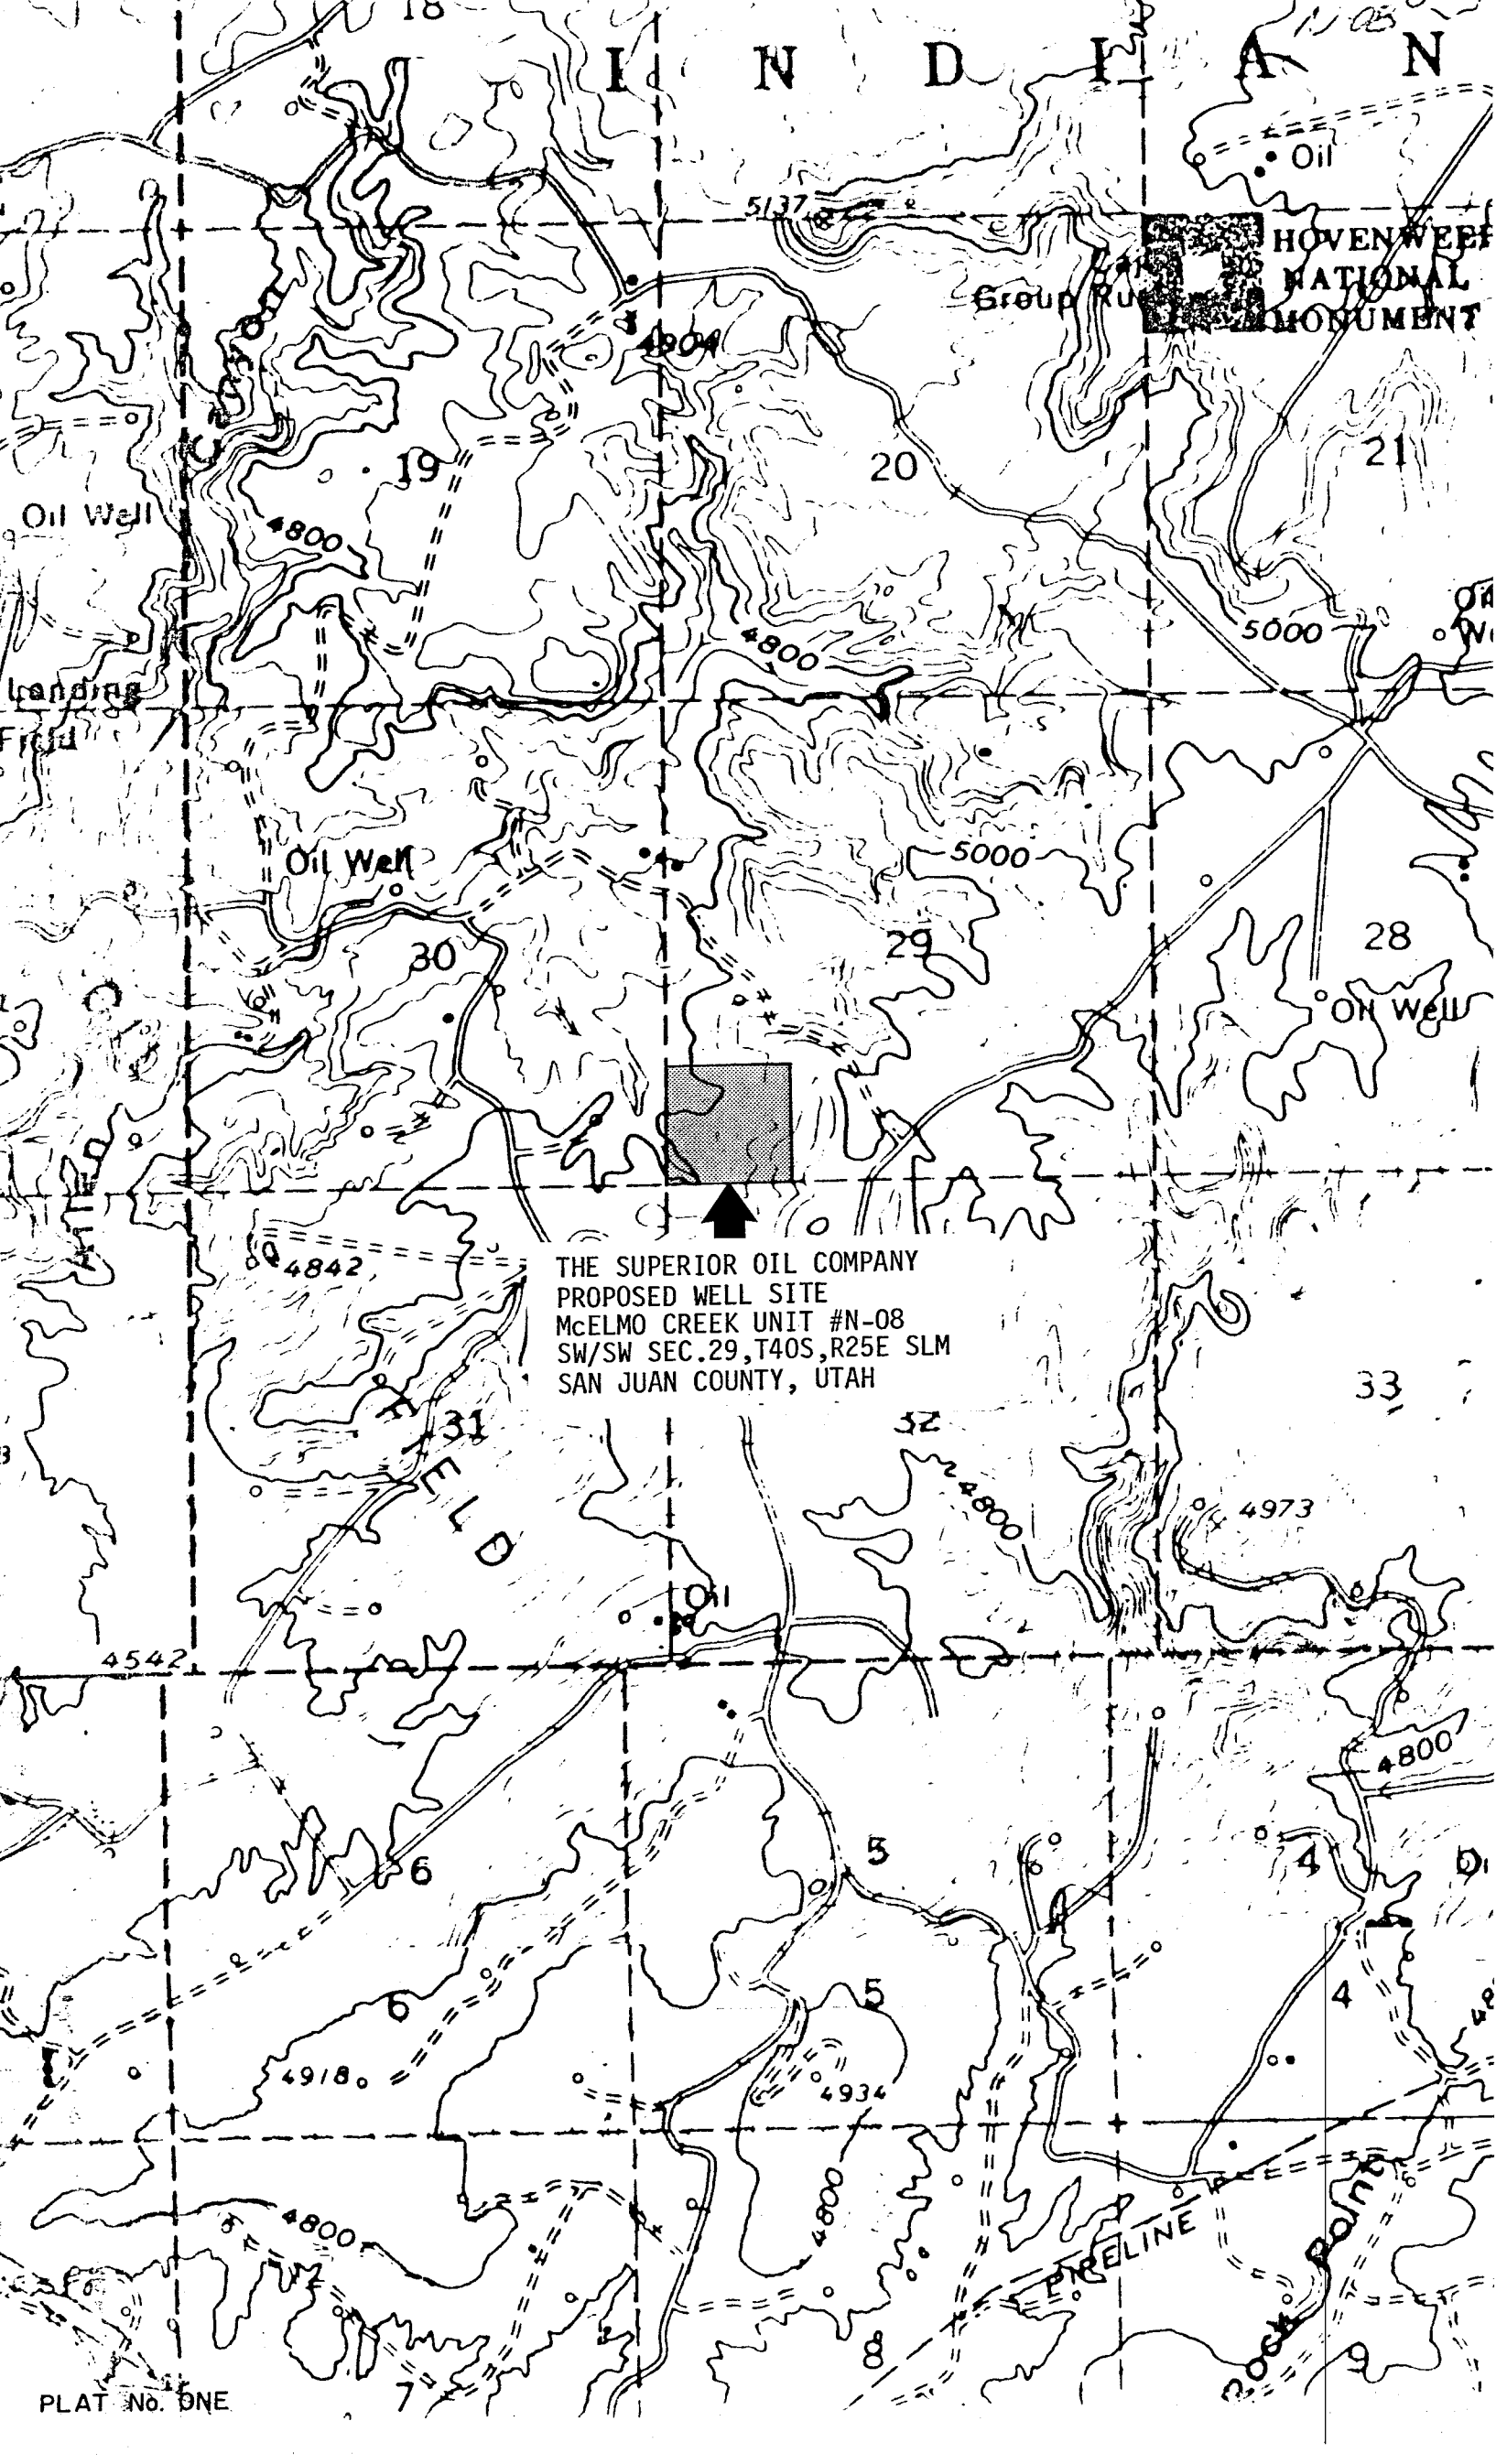 18
N-08
I N D I A N
Oil
5137
HOVENWEEP
NATIONAL
MONUMENT
Group Ru
4904
19
20
21
Oil Well
4800
4800
5000
Landing
Field
Oil Well
5000
30
29
28
Oil Well
4842
THE SUPERIOR OIL COMPANY
PROPOSED WELL SITE
McELMO CREEK UNIT #N-08
SW/SW SEC.29,T40S,R25E SLM
SAN JUAN COUNTY, UTAH
31
32
33
E L D
4800
4973
Oil
4542
4800
6
5
4
6
5
4
4918
4934
4800
4800
PIPELINE
Rock Point
8
9
7
PLAT No. ONE